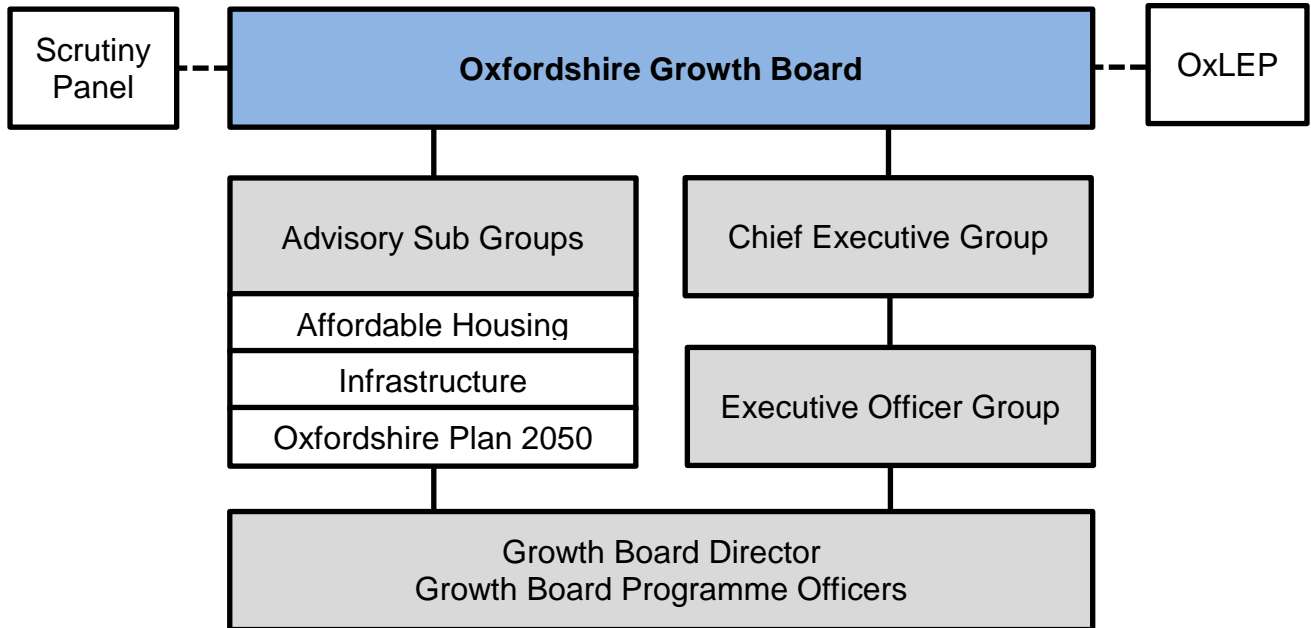 Scrutiny
Panel
Oxfordshire Growth Board
OxLEP
Advisory Sub Groups
Affordable Housing
Infrastructure
Oxfordshire Plan 2050
Chief Executive Group
Executive Officer Group
Growth Board Director
Growth Board Programme Officers